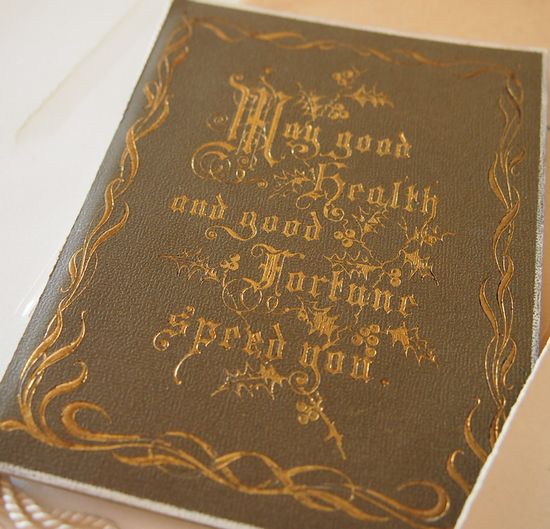 May good
Health
and good
Fortune
speed you.